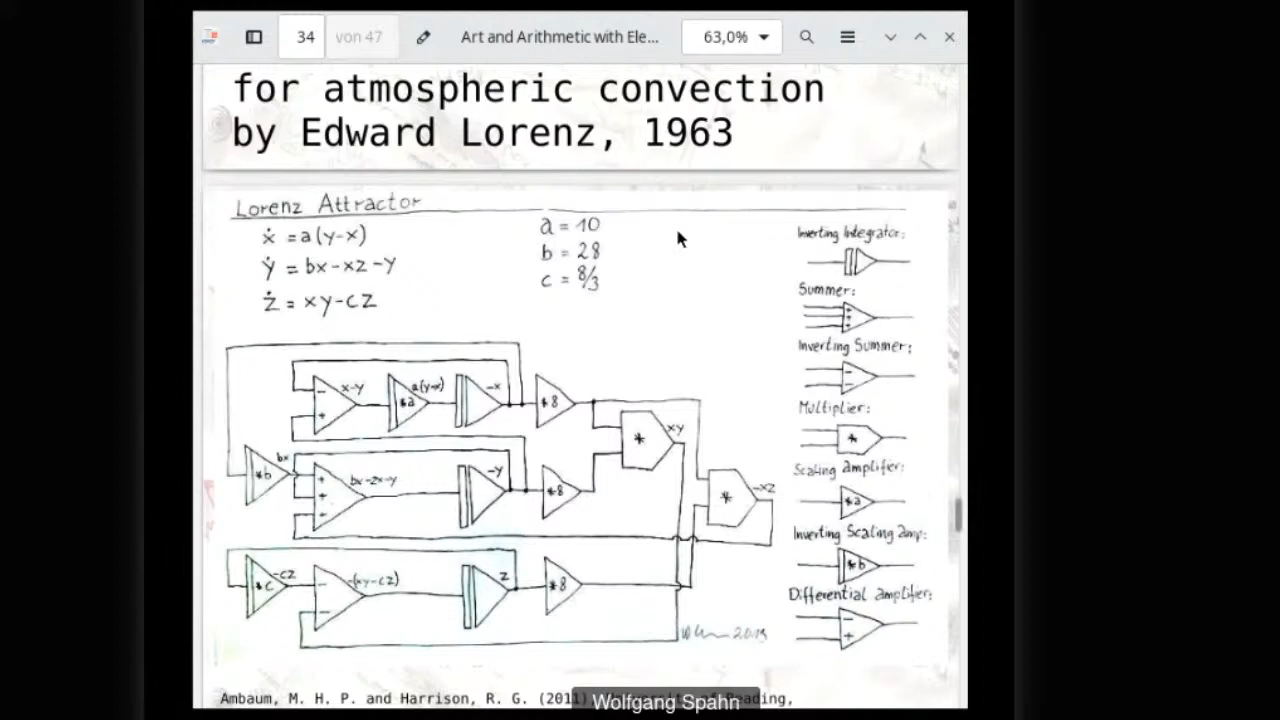 34 von 47 Art and Arithmetic with Ele... 63,0%
for atmospheric convection
by Edward Lorenz, 1963
Lorenz Attractor
ẋ = a(y-x)
ẏ = bx-xz-y
ż = xy-cz
a = 10
b = 28
c = 8/3
Inverting Integrator:
Summer:
+
+
+
Inverting Summer:
-
-
Multiplier:
*
Scaling amplifier:
*a
Inverting Scaling amp:
*b
Differential amplifier:
-
+
-
+
x-y
*a
a(y-x)
-x
*8
*
xy
*b
bx
+
+
-
bx-zx-y
-y
*8
*
-xz
*c
-cz
-
-
-(xy-cz)
z
*8
2013
Ambaum, M. H. P. and Harrison, R. G. (2011)
Wolfgang Spahn